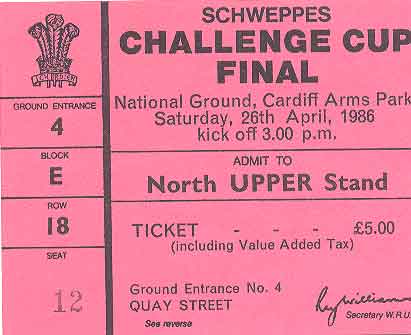 SCHWEPPES
CHALLENGE CUP
FINAL
National Ground, Cardiff Arms Park
Saturday, 26th April, 1986
kick off 3.00 p.m.
ADMIT TO
North UPPER Stand
TICKET - - - £5.00
(including Value Added Tax)
Ground Entrance No. 4
QUAY STREET
See reverse
Ray Williams
Secretary W.R.U.
GROUND ENTRANCE
4
BLOCK
E
ROW
18
SEAT
12